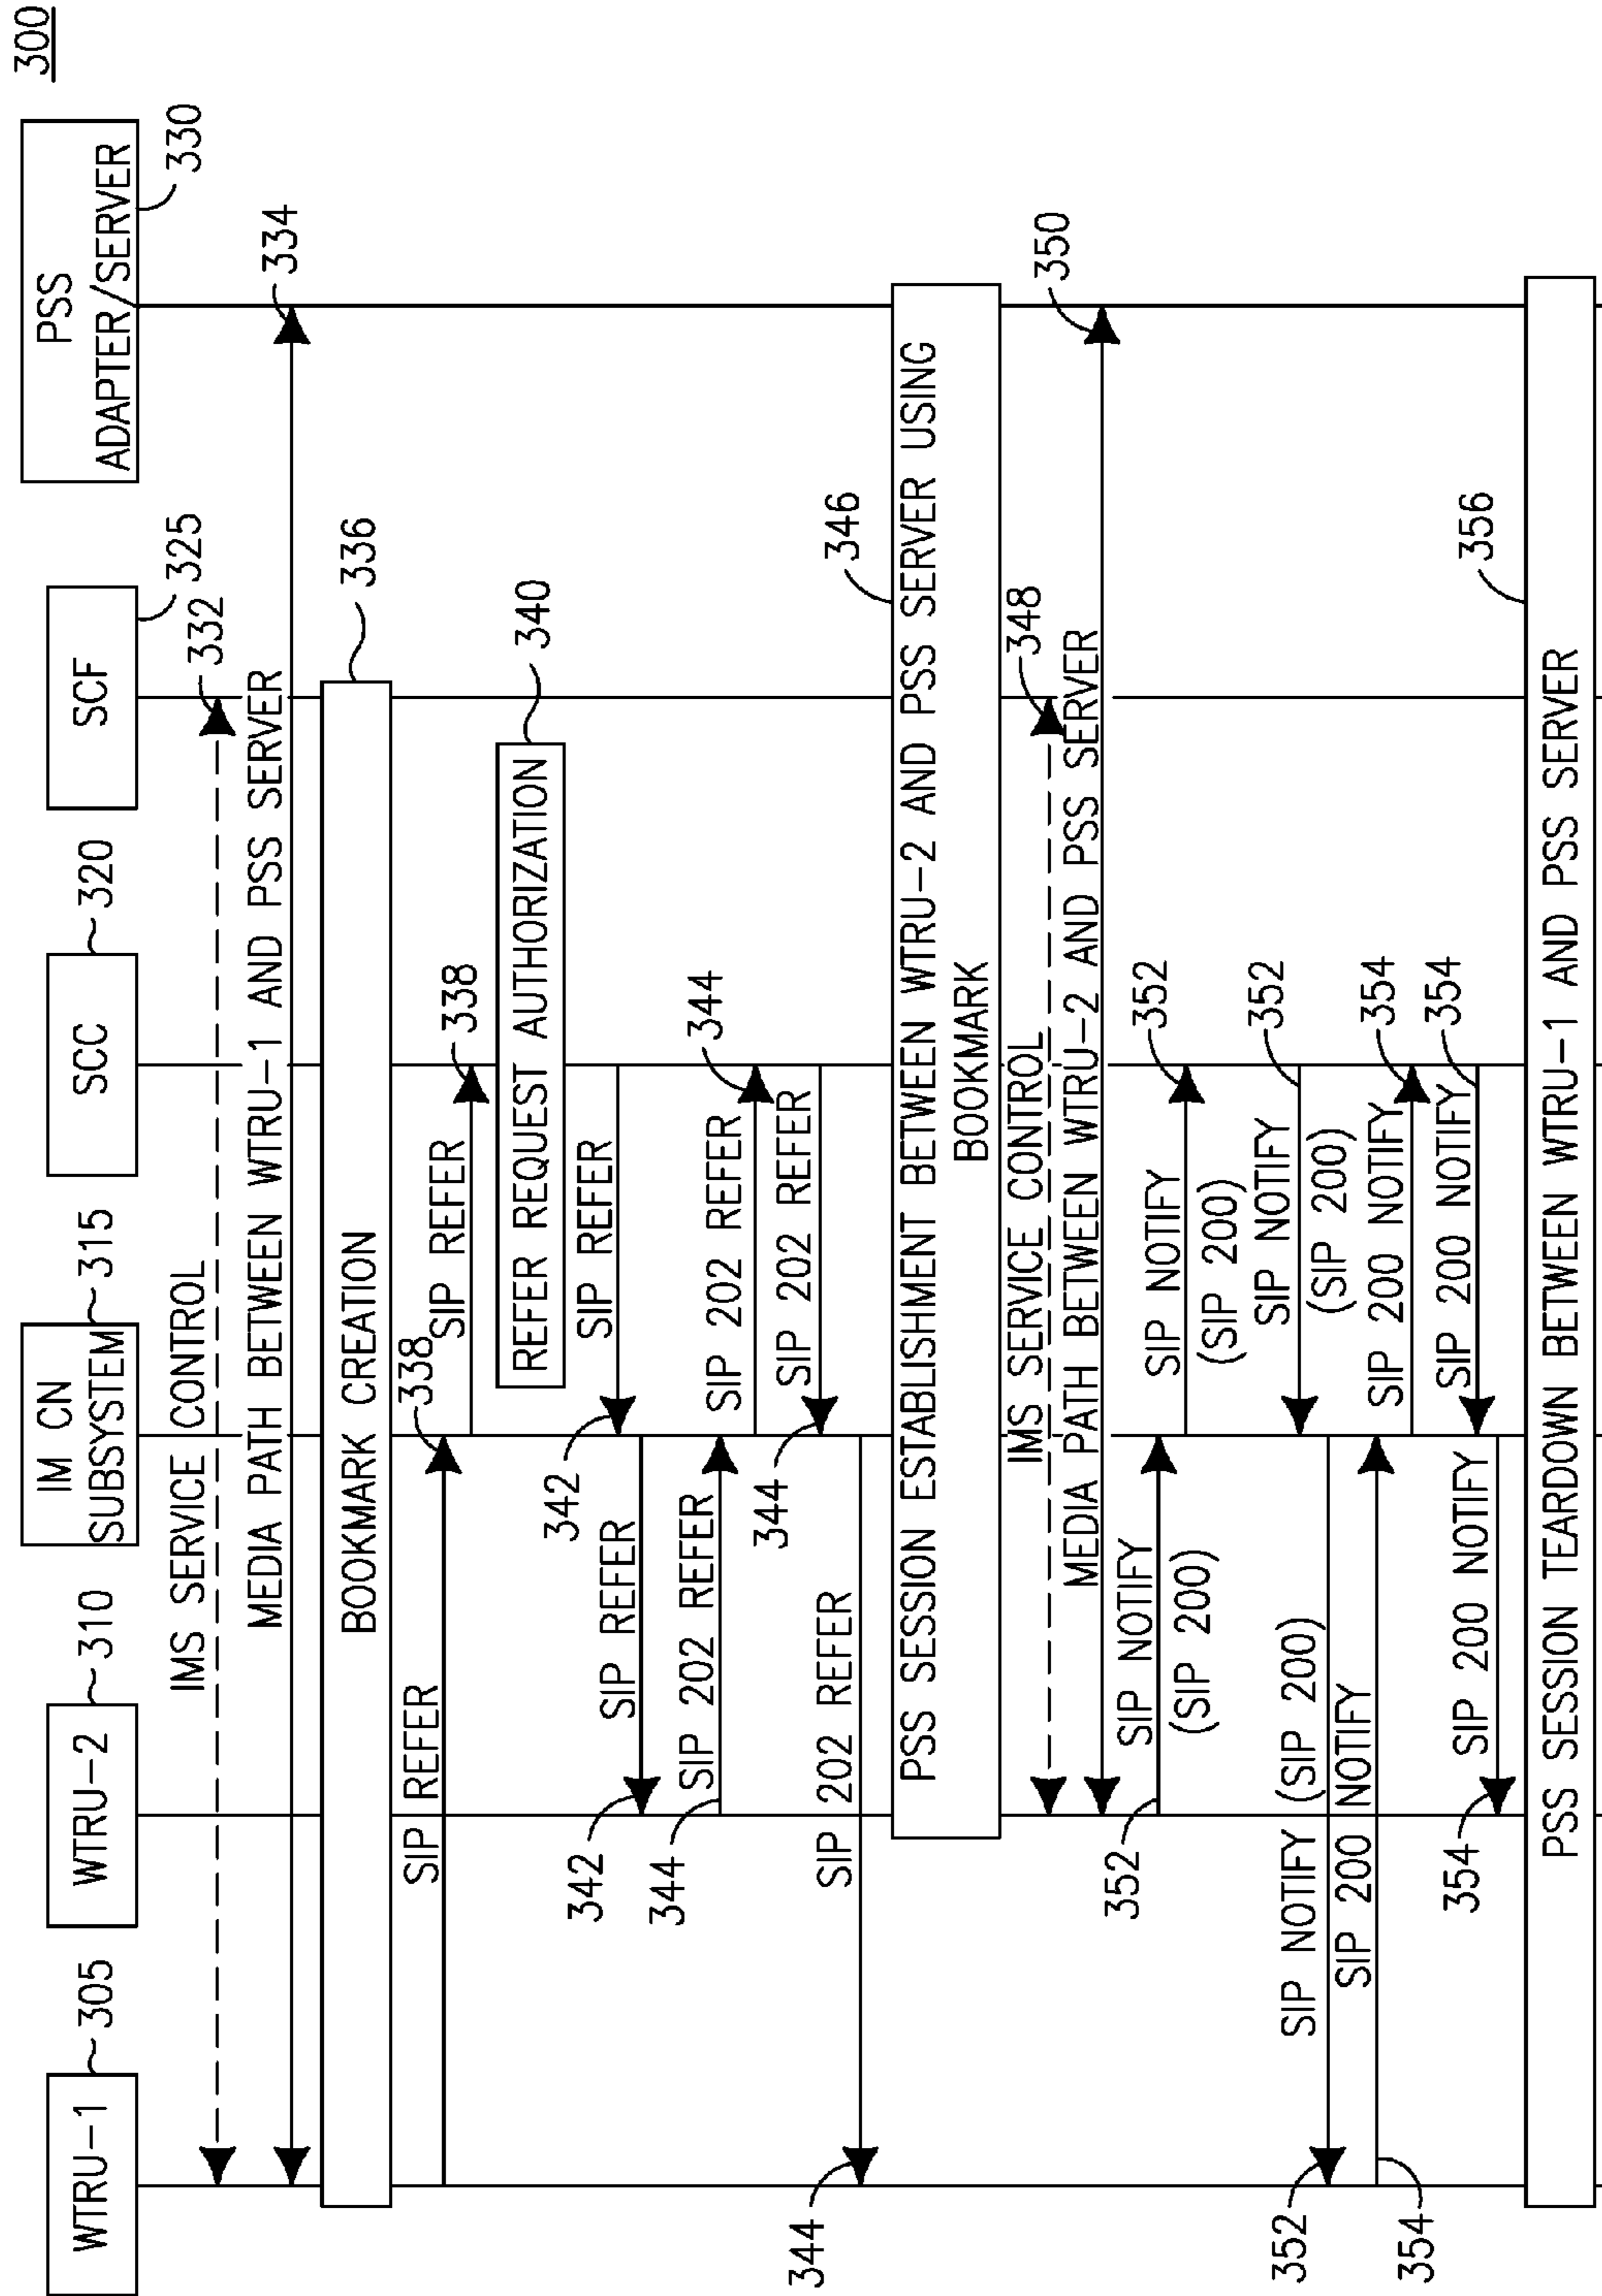 300
WTRU-1
305
WTRU-2
310
IM CN
SUBSYSTEM
315
SCC
320
SCF
325
PSS
ADAPTER/SERVER
330
IMS SERVICE CONTROL
332
MEDIA PATH BETWEEN WTRU-1 AND PSS SERVER
334
BOOKMARK CREATION
336
SIP REFER
338
SIP REFER
338
REFER REQUEST AUTHORIZATION
340
SIP REFER
342
SIP REFER
342
SIP 202 REFER
344
SIP 202 REFER
344
SIP 202 REFER
344
SIP 202 REFER
344
PSS SESSION ESTABLISHMENT BETWEEN WTRU-2 AND PSS SERVER USING
BOOKMARK
346
IMS SERVICE CONTROL
348
MEDIA PATH BETWEEN WTRU-2 AND PSS SERVER
350
SIP NOTIFY
(SIP 200)
352
SIP NOTIFY
(SIP 200)
352
SIP NOTIFY
(SIP 200)
352
SIP NOTIFY (SIP 200)
352
SIP 200 NOTIFY
354
SIP 200 NOTIFY
354
SIP 200 NOTIFY
354
SIP 200 NOTIFY
354
PSS SESSION TEARDOWN BETWEEN WTRU-1 AND PSS SERVER
356